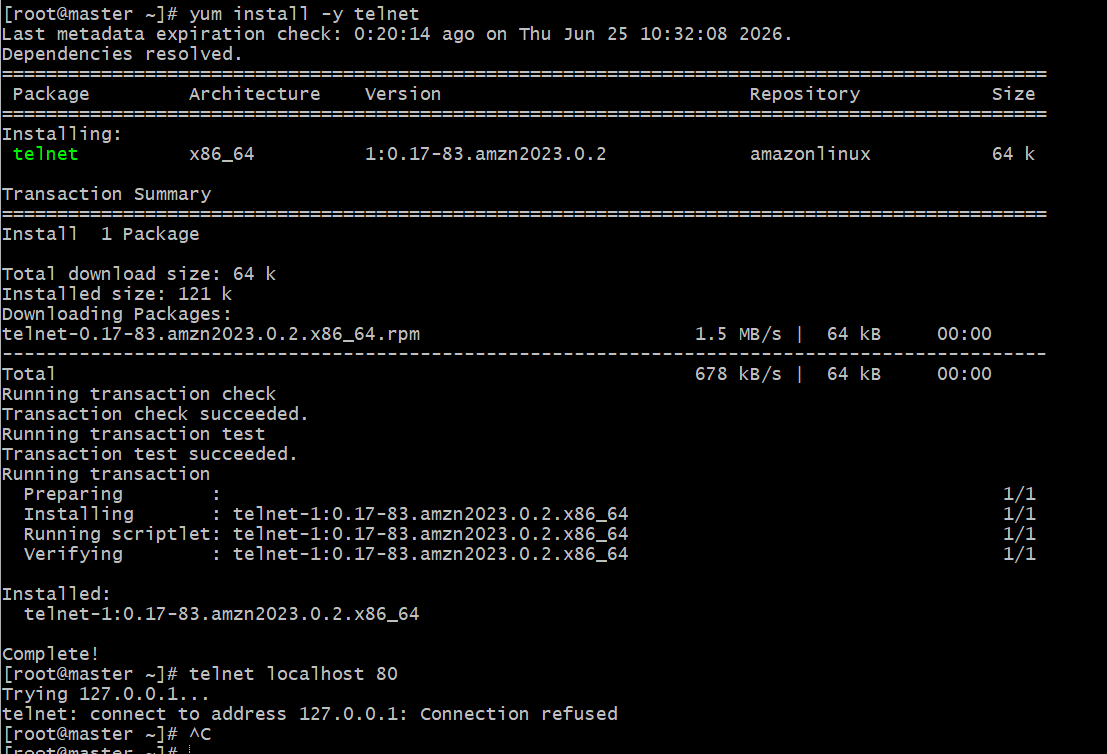 [root@master ~]# yum install -y telnet
Last metadata expiration check: 0:20:14 ago on Thu Jun 25 10:32:08 2026.
Dependencies resolved.
===============================================================================================
Package Architecture Version Repository Size
===============================================================================================
Installing:
telnet x86_64 1:0.17-83.amzn2023.0.2 amazonlinux 64 k
Transaction Summary
===============================================================================================
Install 1 Package
Total download size: 64 k
Installed size: 121 k
Downloading Packages:
telnet-0.17-83.amzn2023.0.2.x86_64.rpm 1.5 MB/s | 64 kB 00:00
-----------------------------------------------------------------------------------------------
Total 678 kB/s | 64 kB 00:00
Running transaction check
Transaction check succeeded.
Running transaction test
Transaction test succeeded.
Running transaction
Preparing : 1/1
Installing : telnet-1:0.17-83.amzn2023.0.2.x86_64 1/1
Running scriptlet: telnet-1:0.17-83.amzn2023.0.2.x86_64 1/1
Verifying : telnet-1:0.17-83.amzn2023.0.2.x86_64 1/1
Installed:
telnet-1:0.17-83.amzn2023.0.2.x86_64
Complete!
[root@master ~]# telnet localhost 80
Trying 127.0.0.1...
telnet: connect to address 127.0.0.1: Connection refused
[root@master ~]# ^C
[root@master ~]#